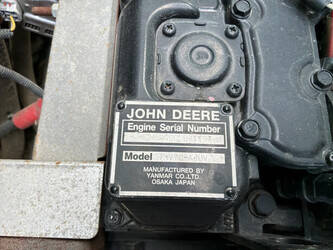 JOHN DEERE
Engine Serial Number
Model
MANUFACTURED BY
YANMAR CO., LTD.
OSAKA JAPAN